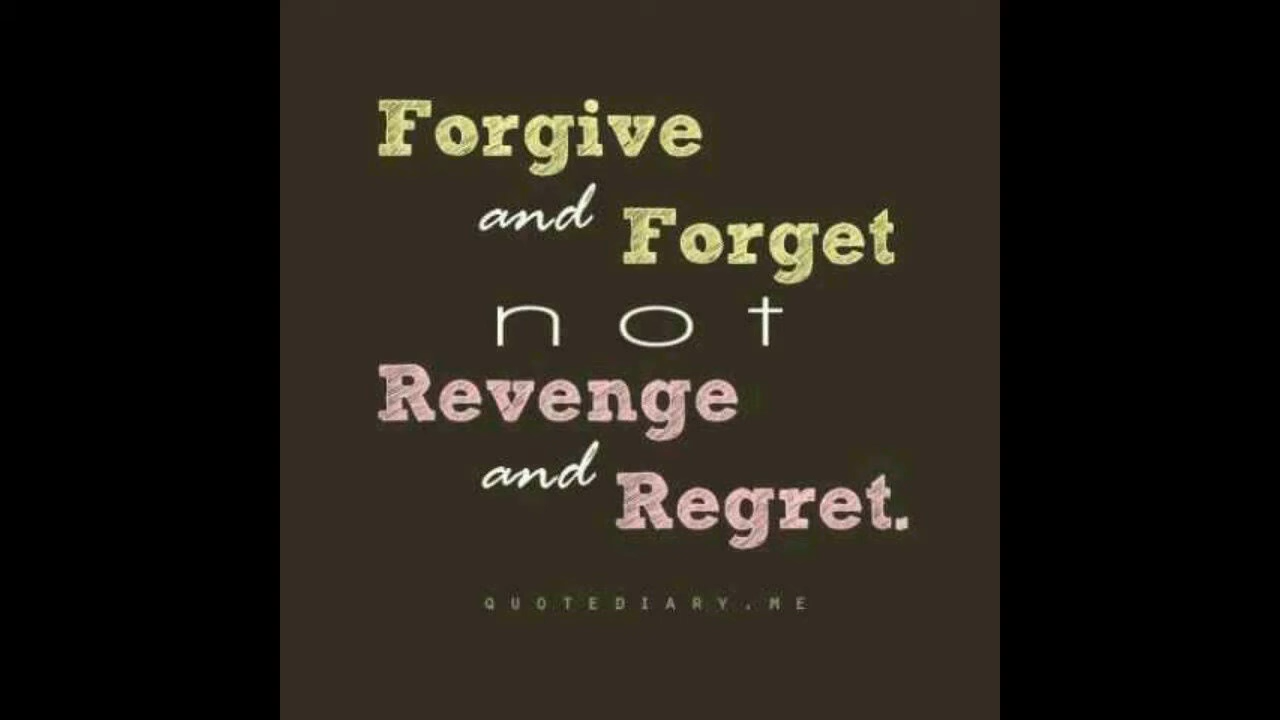 Forgive
and Forget
not
Revenge
and Regret.
QUOTEDIARY.ME